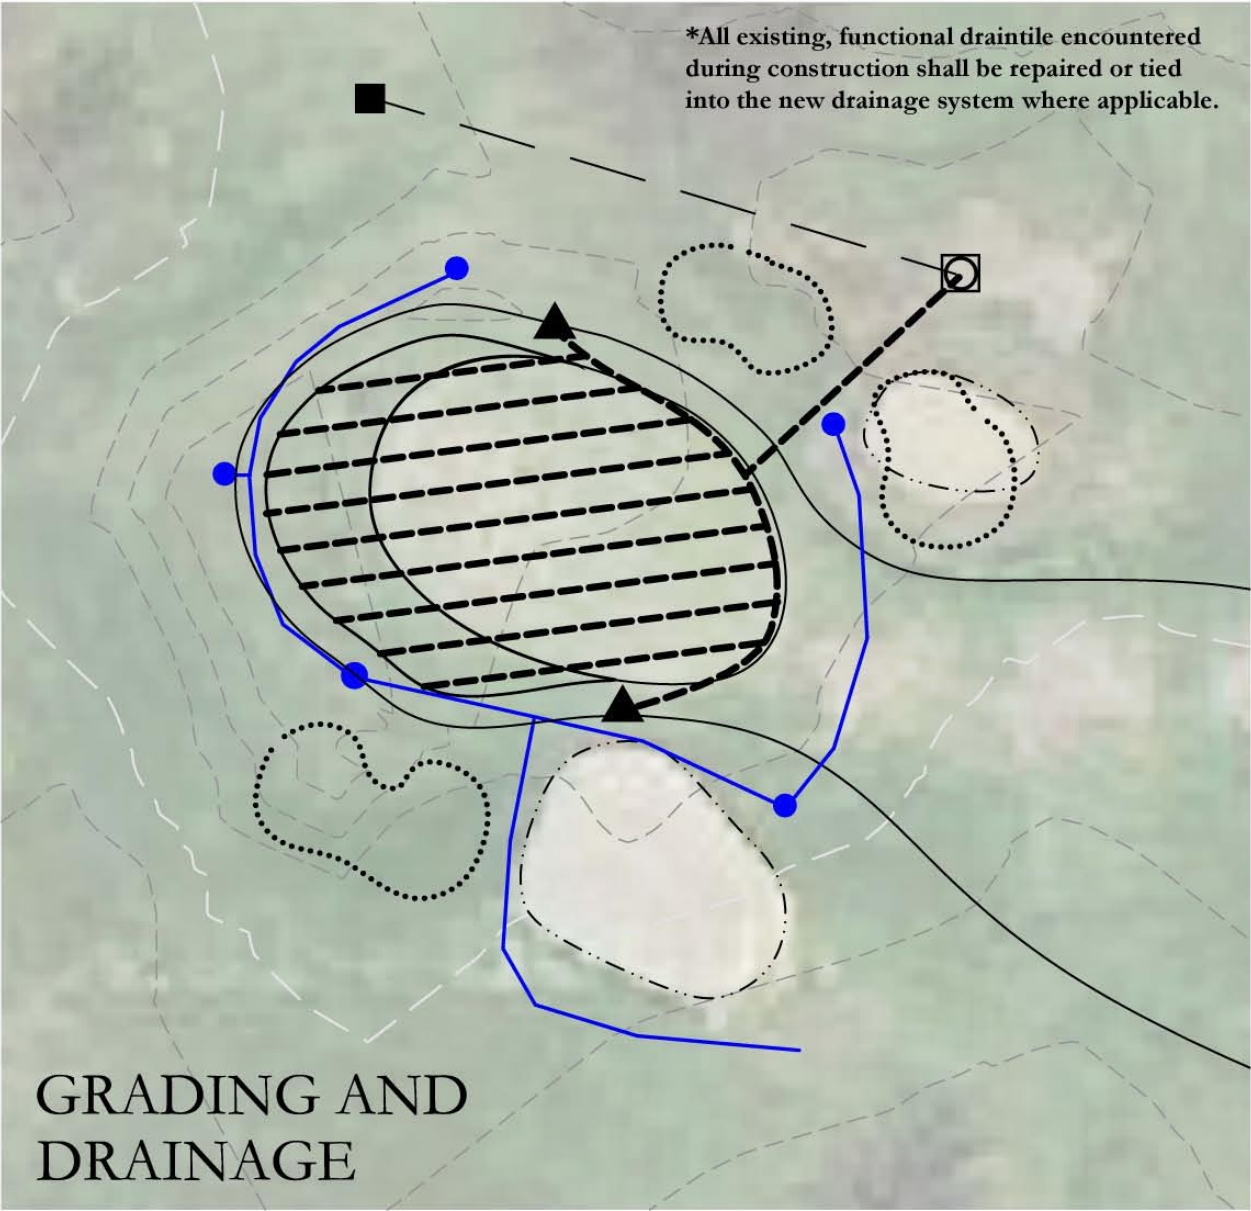 *All existing, functional draintile encountered
during construction shall be repaired or tied
into the new drainage system where applicable.
GRADING AND
DRAINAGE